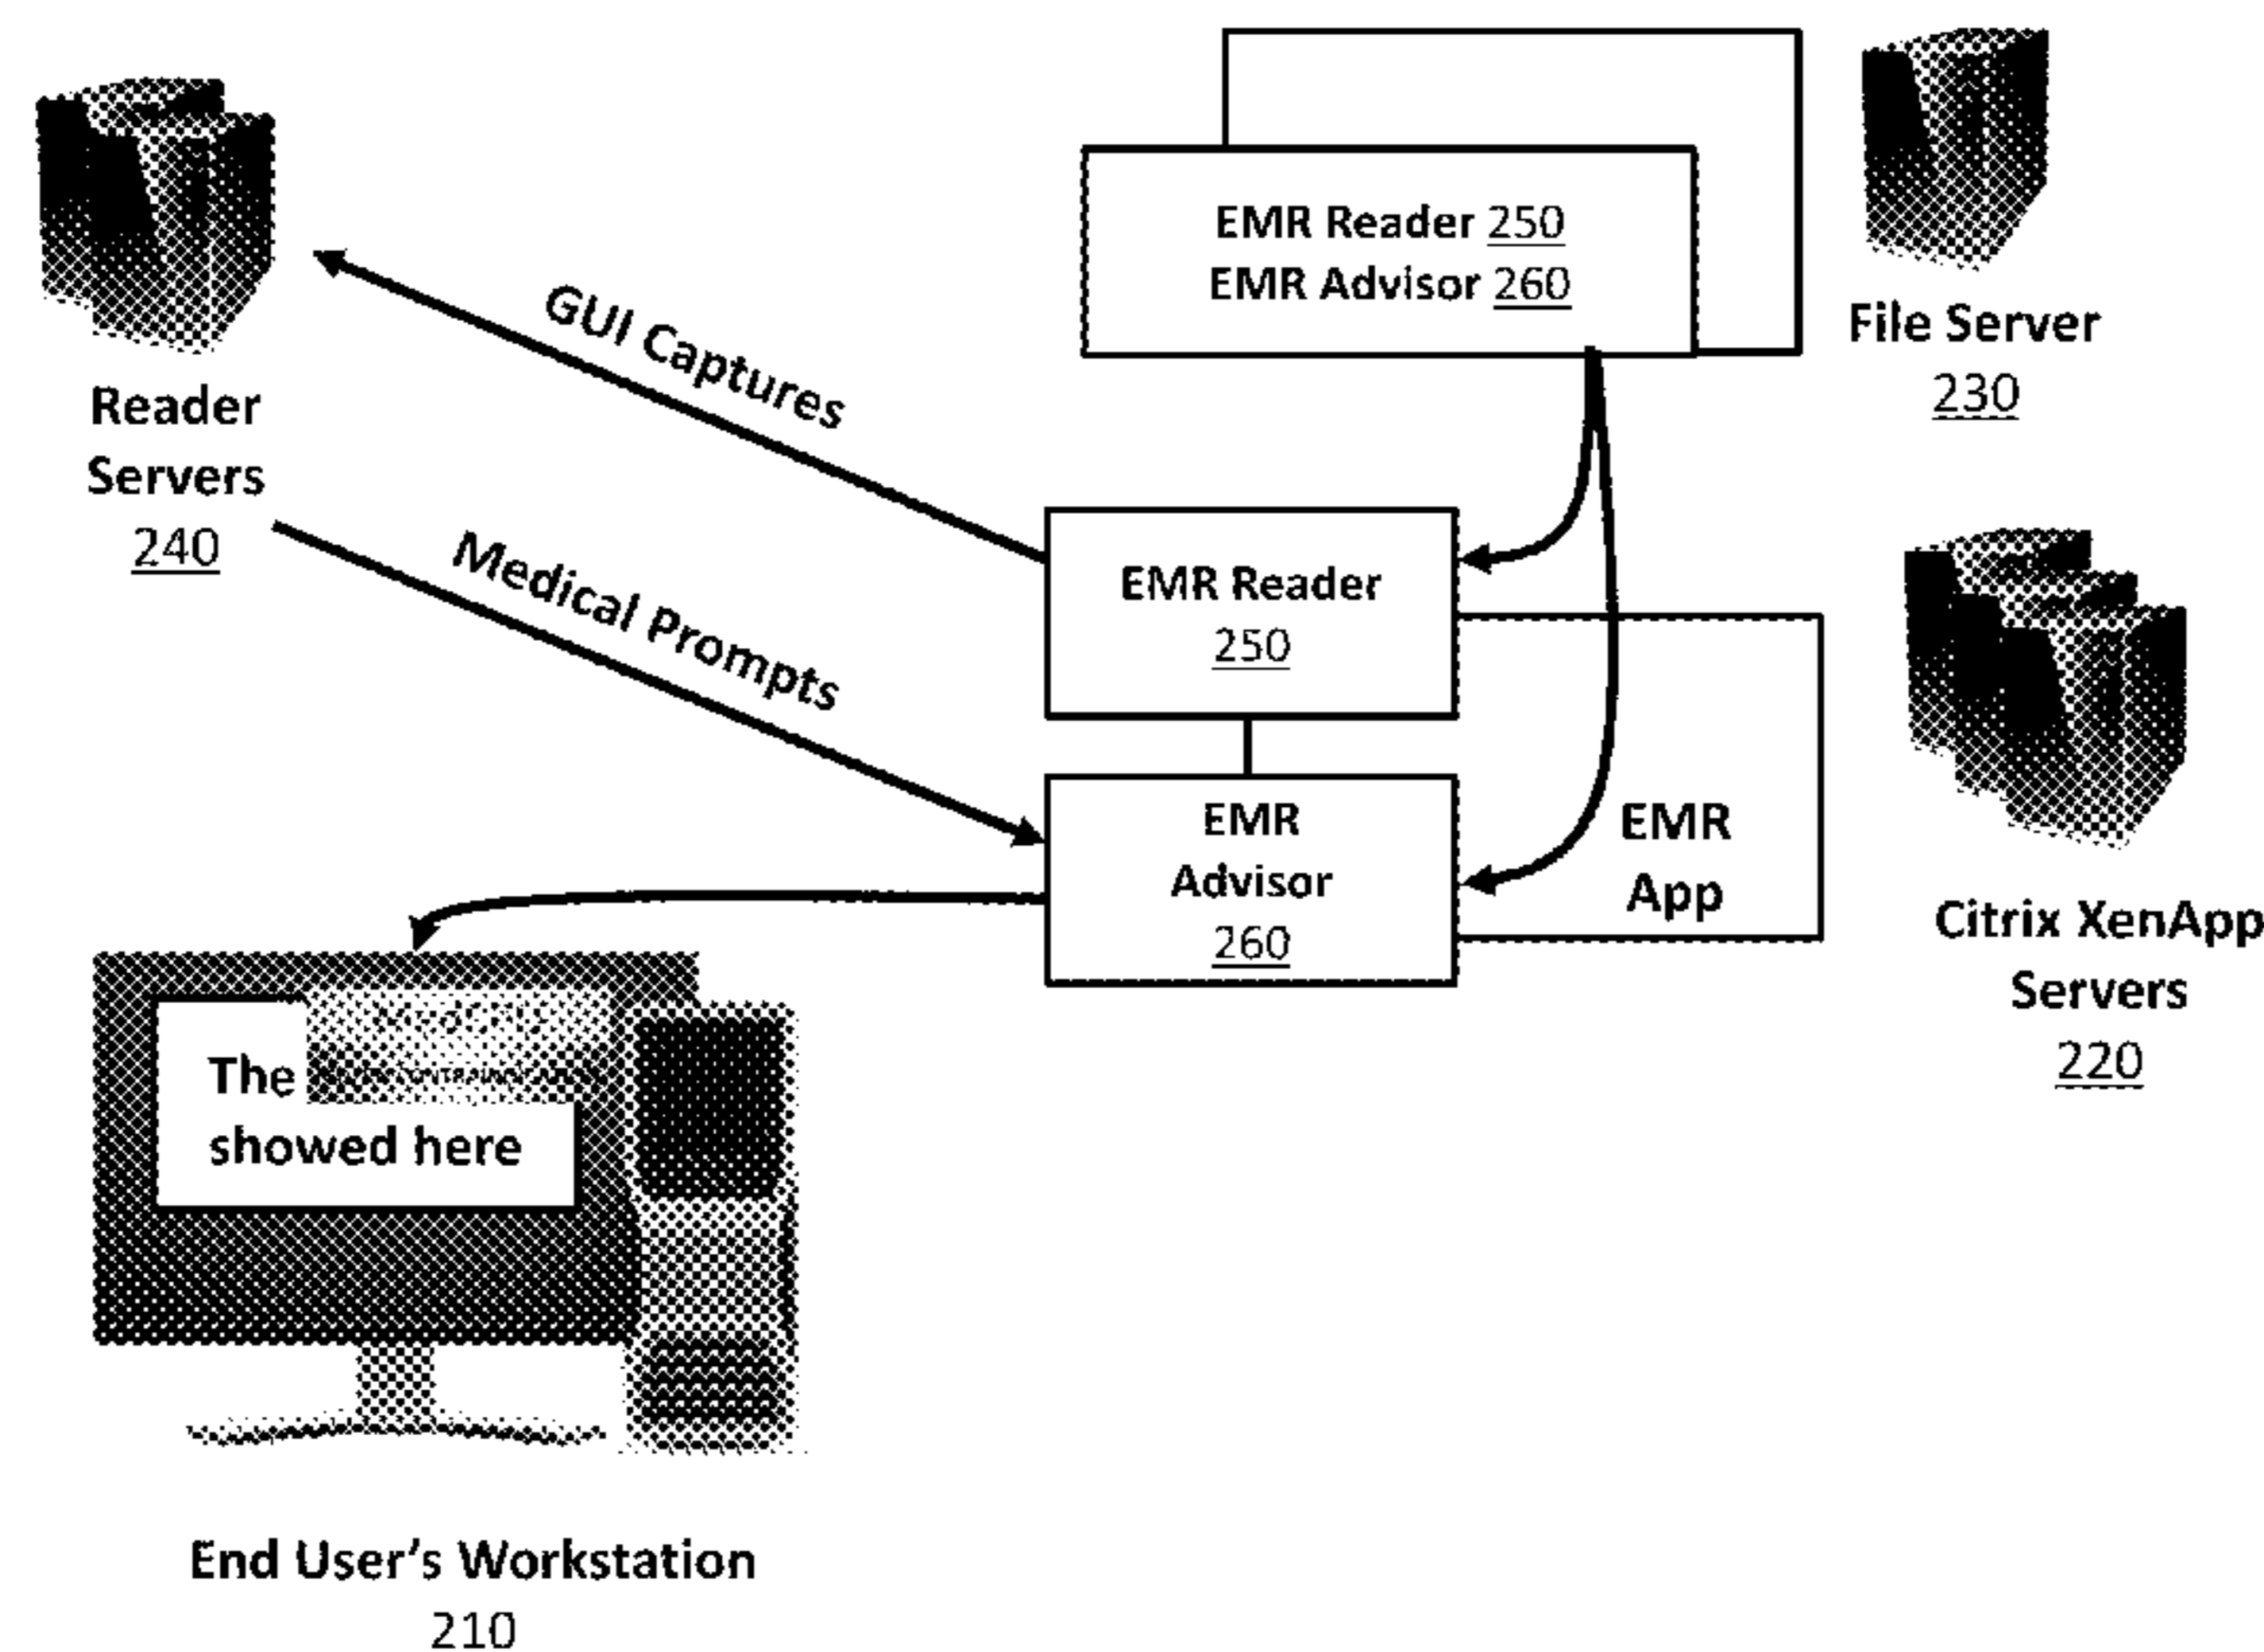 EMR Reader 250
EMR Advisor 260
File Server
230
Reader
Servers
240
GUI Captures
Medical Prompts
EMR Reader
250
EMR
Advisor
260
EMR
App
Citrix XenApp
Servers
220
The
showed here
End User's Workstation
210